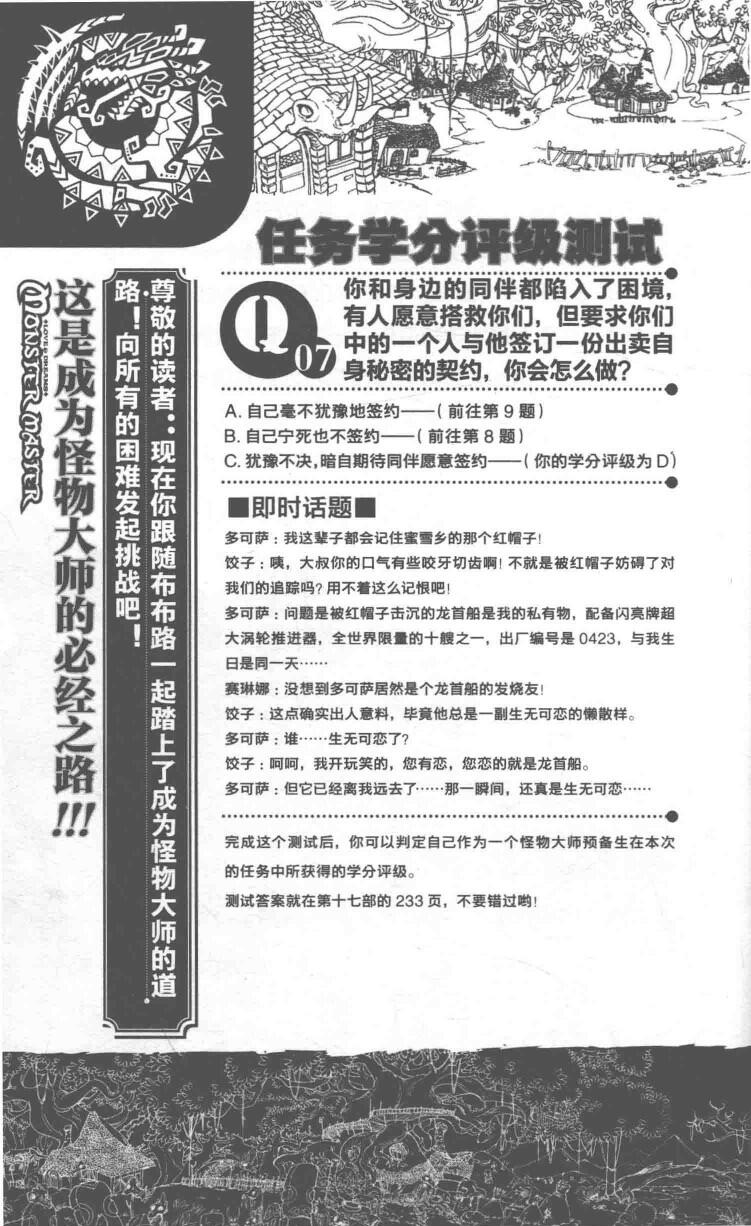 任务学分评级测试
Q07
你和身边的同伴都陷入了困境，
有人愿意搭救你们，但要求你们
中的一个人与他签订一份出卖自
身秘密的契约，你会怎么做？
A. 自己毫不犹豫地签约——（前往第 9 题）
B. 自己宁死也不签约——（前往第 8 题）
C. 犹豫不决，暗自期待同伴愿意签约——（你的学分评级为 D）
■即时话题■
多可萨：我这辈子都会记住蜜雪乡的那个红帽子！
饺子：咦，大叔你的口气有些咬牙切齿啊！不就是被红帽子妨碍了对
我们的追踪吗？用不着这么记恨吧！
多可萨：问题是被红帽子击沉的龙首船是我的私有物，配备闪亮牌超
大涡轮推进器，全世界限量的十艘之一，出厂编号是 0423，与我生
日是同一天……
赛琳娜：没想到多可萨居然是个龙首船的发烧友！
饺子：这点确实出人意料，毕竟他总是一副生无可恋的懒散样。
多可萨：谁……生无可恋了？
饺子：呵呵，我开玩笑的，您有恋，您恋的就是龙首船。
多可萨：但它已经离我远去了……那一瞬间，还真是生无可恋……
完成这个测试后，你可以判定自己作为一个怪物大师预备生在本次
的任务中所获得的学分评级。
测试答案就在第十七部的 233 页，不要错过哟！
尊敬的读者：现在你跟随布布路一起踏上了成为怪物大师的道
路！向所有的困难发起挑战吧！
这是成为怪物大师的必经之路!!!
LOVE & DREAMS
MONSTER MASTER